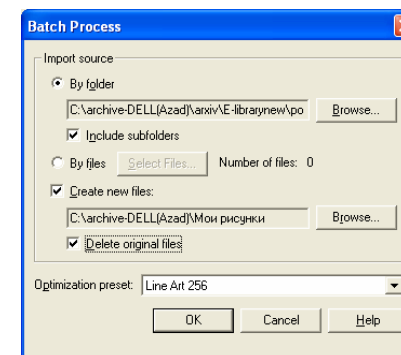 Batch Process
Import source
By folder
C:\archive-DELL(Azad)\arxiv\E-librarynew\po Browse...
Include subfolders
By files Select Files... Number of files: 0
Create new files:
C:\archive-DELL(Azad)\Мои рисунки Browse...
Delete original files
Optimization preset: Line Art 256
OK Cancel Help